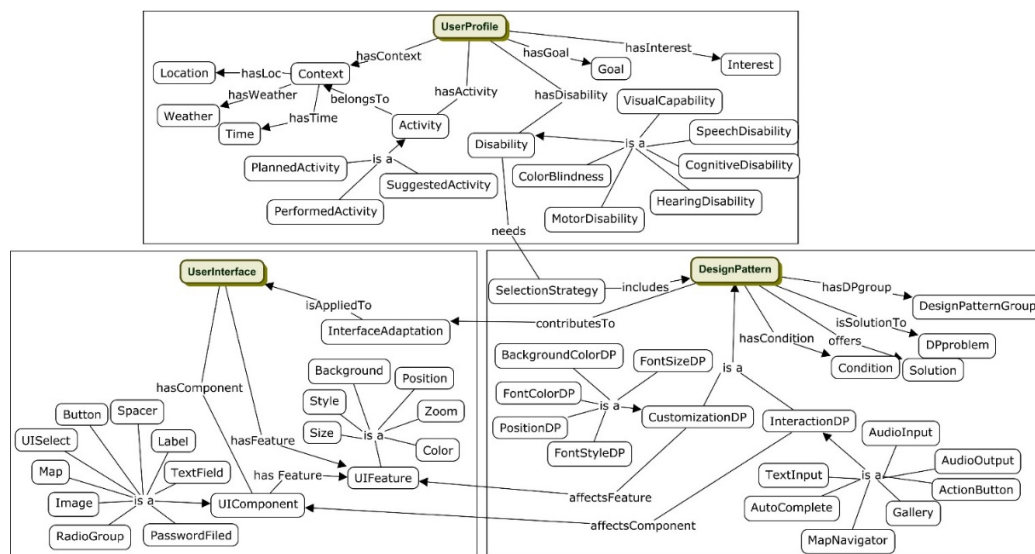 UserProfile
hasContext
hasGoal
hasInterest
Interest
Goal
Location
hasLoc
Context
hasActivity
hasDisability
hasWeather
belongsTo
Weather
hasTime
Time
Activity
VisualCapability
SpeechDisability
Disability
is a
CognitiveDisability
PlannedActivity
is a
SuggestedActivity
ColorBlindness
HearingDisability
PerformedActivity
MotorDisability
needs
UserInterface
isAppliedTo
InterfaceAdaptation
hasComponent
Background
Position
Style
Zoom
Size
is a
Color
Button
Spacer
UISelect
Label
hasFeature
Map
TextField
has Feature
UIFeature
Image
is a
UIComponent
RadioGroup
PasswordFiled
SelectionStrategy
includes
DesignPattern
hasDPgroup
DesignPatternGroup
contributesTo
isSolutionTo
hasCondition
offers
DPproblem
Condition
Solution
BackgroundColorDP
FontSizeDP
is a
FontColorDP
is a
CustomizationDP
InteractionDP
PositionDP
FontStyleDP
AudioInput
AudioOutput
TextInput
is a
ActionButton
affectsFeature
AutoComplete
Gallery
affectsComponent
MapNavigator